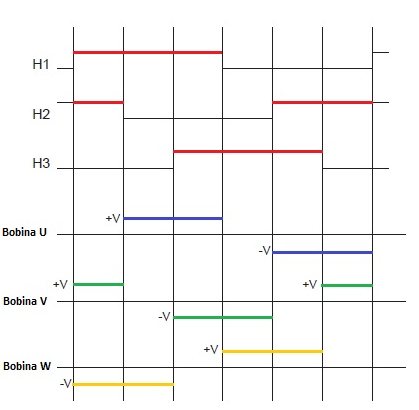 H1
H2
H3
+V
Bobina U
-V
+V
+V
Bobina V
-V
+V
Bobina W
-V